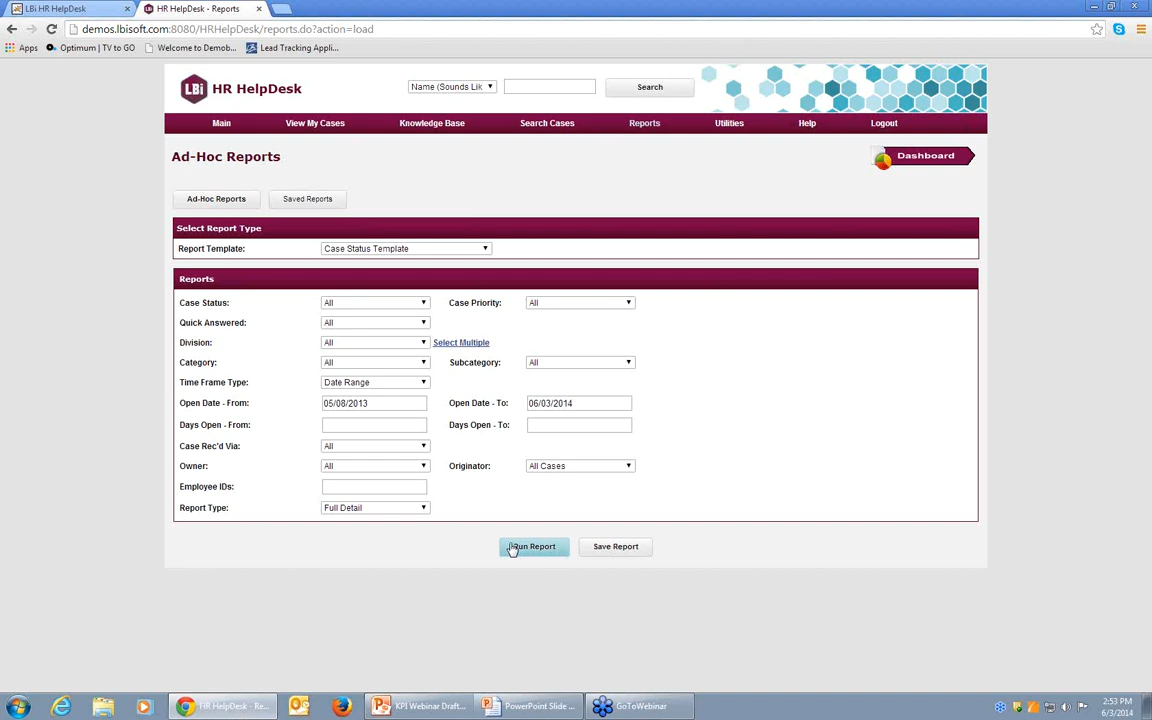 LBi HR HelpDesk
HR HelpDesk - Reports
demos.lbisoft.com:8080/HRHelpDesk/reports.do?action=load
Apps Optimum | TV to GO Welcome to Demob... Lead Tracking Appli...
LBi HR HelpDesk Name (Sounds Lik Search
Main View My Cases Knowledge Base Search Cases Reports Utilities Help Logout
Ad-Hoc Reports Dashboard
Ad-Hoc Reports Saved Reports
Select Report Type
Report Template: Case Status Template
Reports
Case Status: All Case Priority: All
Quick Answered: All
Division: All Select Multiple
Category: All Subcategory: All
Time Frame Type: Date Range
Open Date - From: 05/08/2013 Open Date - To: 06/03/2014
Days Open - From: Days Open - To:
Case Rec'd Via: All
Owner: All Originator: All Cases
Employee IDs:
Report Type: Full Detail
Run Report Save Report
HR HelpDesk - Re... KPI Webinar Draft... PowerPoint Slide ... GoToWebinar
2:53 PM
6/3/2014